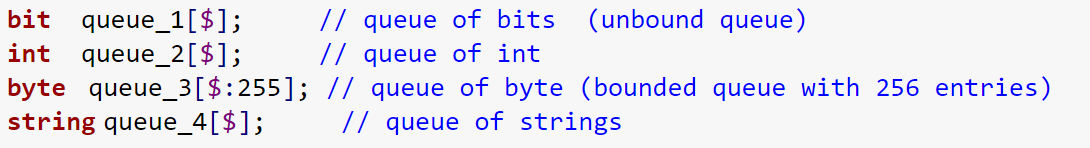 bit queue_1[$]; // queue of bits (unbound queue)
int queue_2[$]; // queue of int
byte queue_3[$:255]; // queue of byte (bounded queue with 256 entries)
string queue_4[$]; // queue of strings